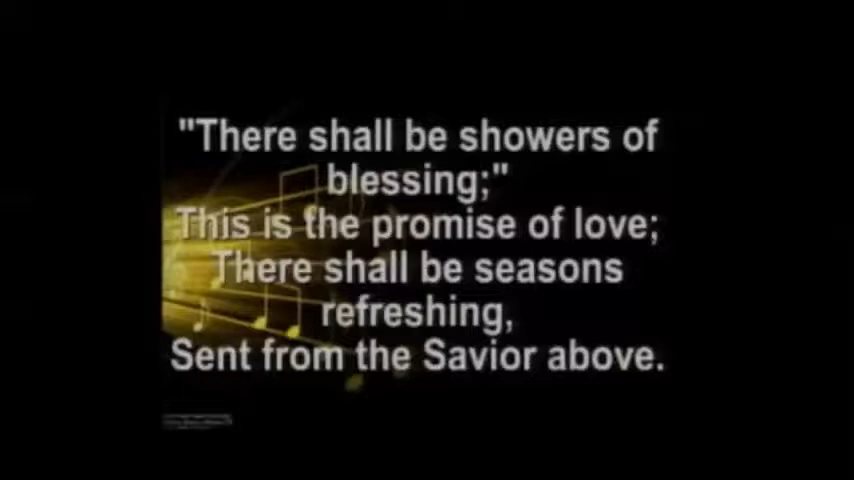 "There shall be showers of
blessing;"
This is the promise of love;
There shall be seasons
refreshing,
Sent from the Savior above.